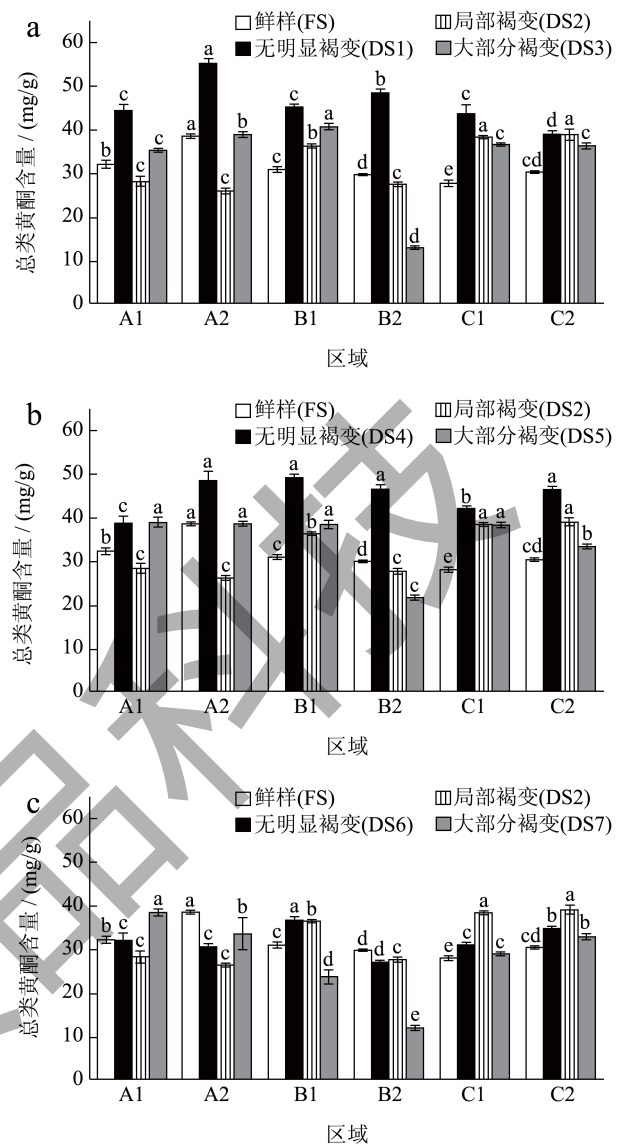 a
鲜样(FS)
局部褐变(DS2)
无明显褐变(DS1)
大部分褐变(DS3)
总类黄酮含量 / (mg/g)
60
50
40
30
20
10
0
b c c c
a a c b
c c b a
d b c d
e c a c
cd d a c
A1 A2 B1 B2 C1 C2
区域
b
鲜样(FS)
局部褐变(DS2)
无明显褐变(DS4)
大部分褐变(DS5)
总类黄酮含量 / (mg/g)
60
50
40
30
20
10
0
b c c a
a a c a
c a b a
d a c c
e b a a
cd a a b
A1 A2 B1 B2 C1 C2
区域
c
鲜样(FS)
局部褐变(DS2)
无明显褐变(DS6)
大部分褐变(DS7)
总类黄酮含量 / (mg/g)
60
50
40
30
20
10
0
b c c a
a c c b
c a b d
d d c e
e c a c
cd b a b
A1 A2 B1 B2 C1 C2
区域
品科技